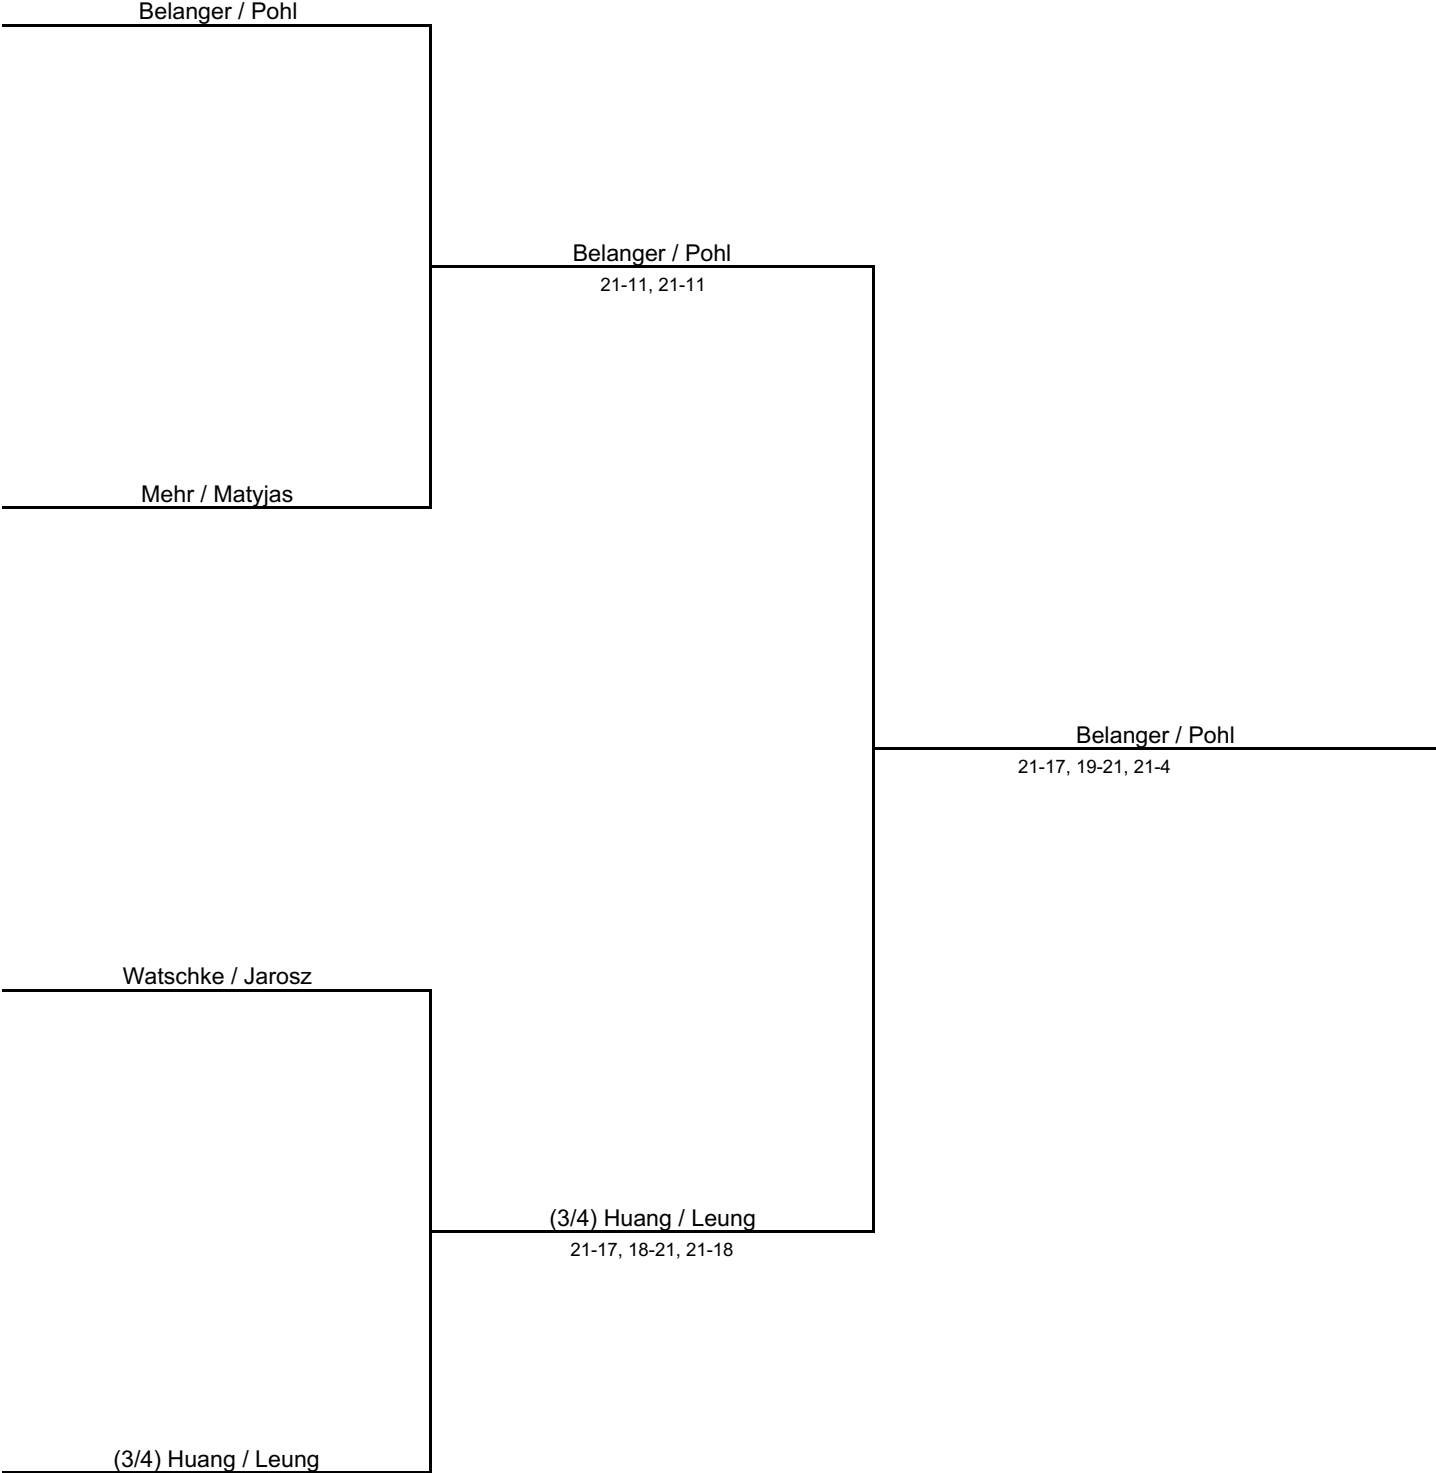 Belanger / Pohl
Belanger / Pohl
21-11, 21-11
Mehr / Matyjas
Belanger / Pohl
21-17, 19-21, 21-4
Watschke / Jarosz
(3/4) Huang / Leung
21-17, 18-21, 21-18
(3/4) Huang / Leung